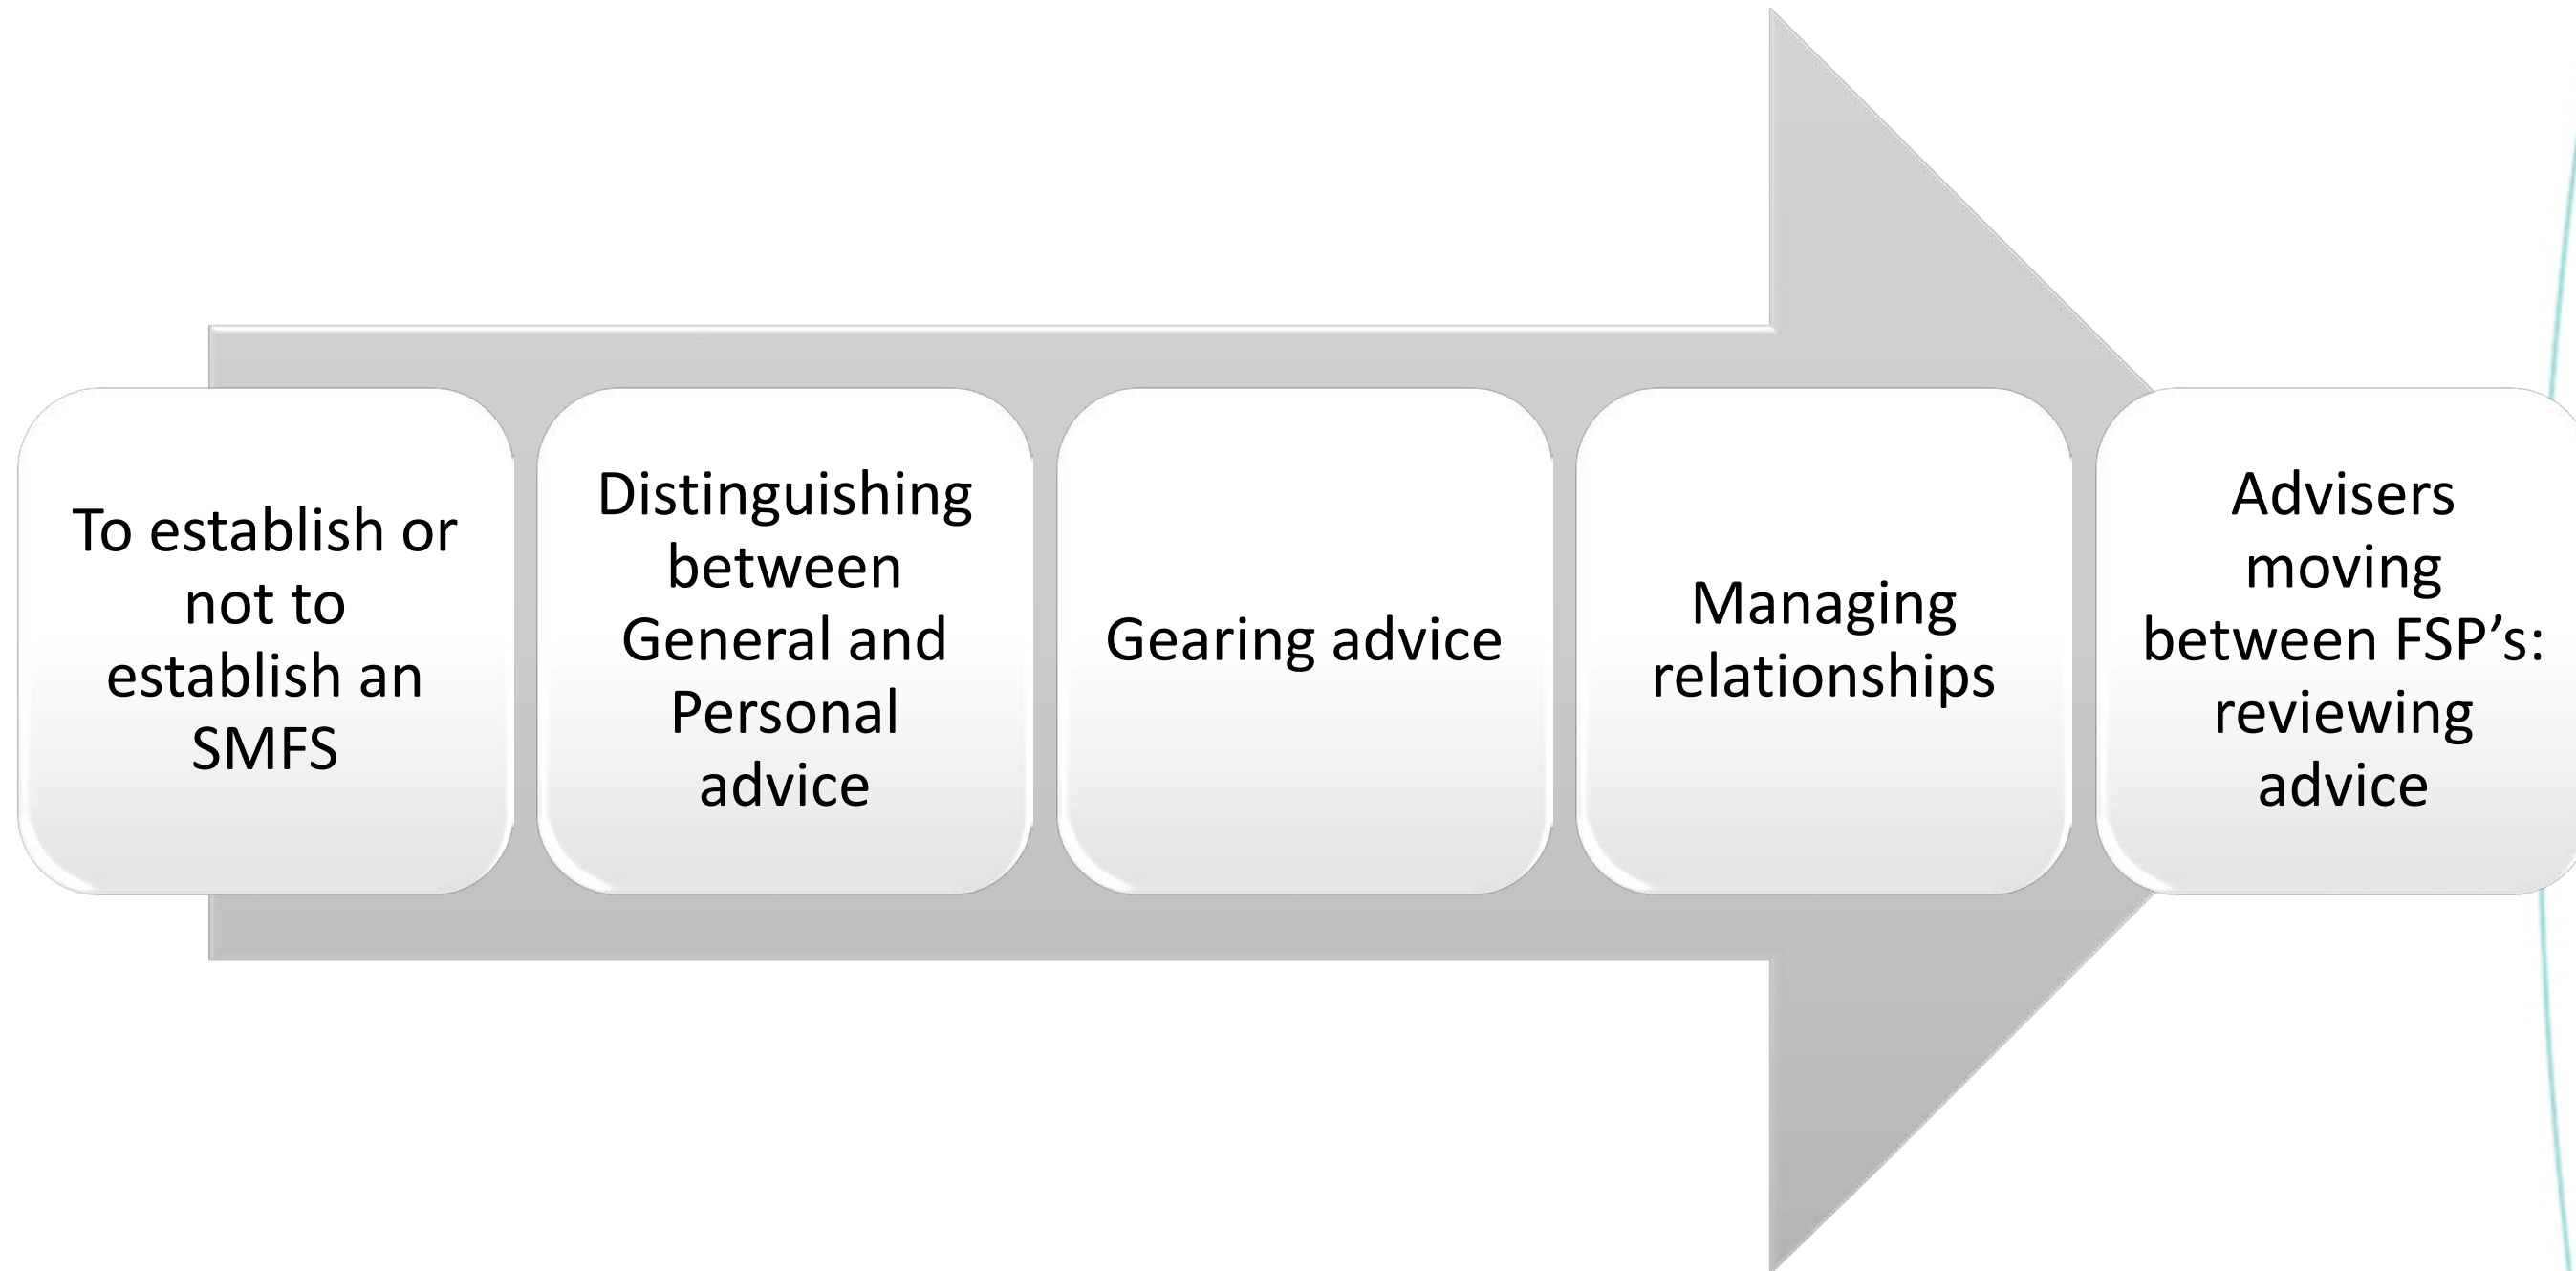 To establish or
not to
establish an
SMFS
Distinguishing
between
General and
Personal
advice
Gearing advice
Managing
relationships
Advisers
moving
between FSP’s:
reviewing
advice